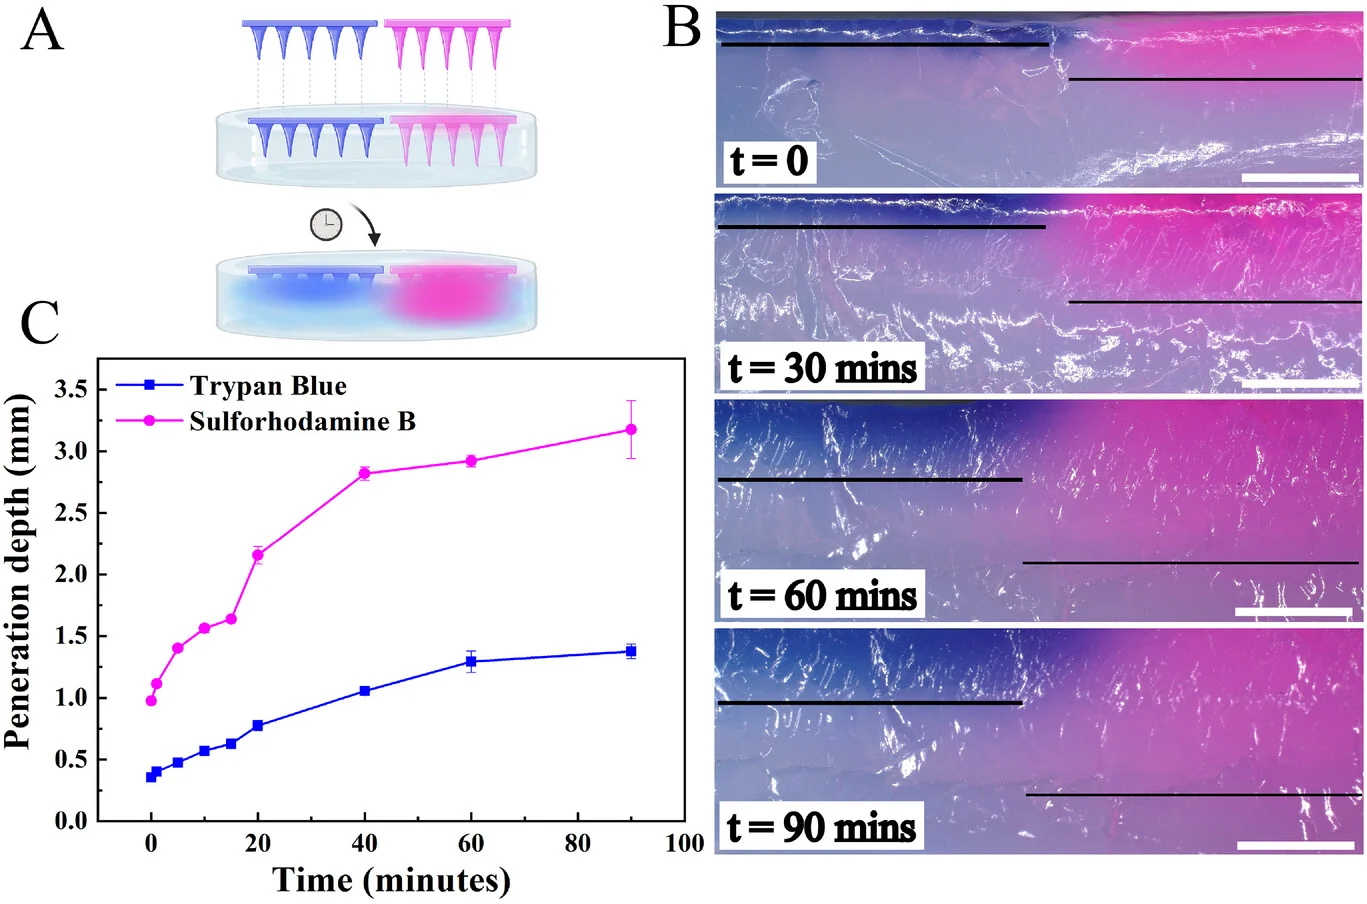 A
B
t = 0
t = 30 mins
t = 60 mins
t = 90 mins
C
Trypan Blue
Sulforhodamine B
Peneration depth (mm)
3.5
3.0
2.5
2.0
1.5
1.0
0.5
0.0
0 20 40 60 80 100
Time (minutes)